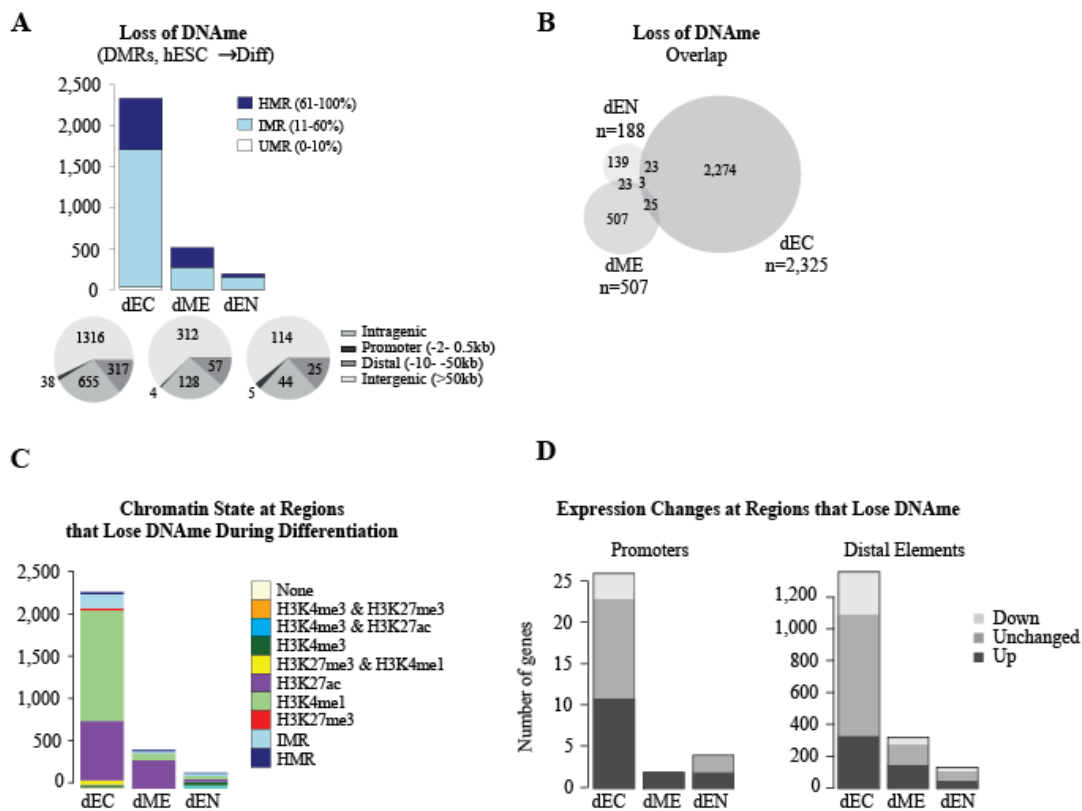 A
Loss of DNAme
(DMRs, hESC →Diff)
2,500
2,000
1,500
1,000
500
0
HMR (61-100%)
IMR (11-60%)
UMR (0-10%)
dEC dME dEN
1316
317
655
38
312
57
128
4
114
25
44
5
Intragenic
Promoter (-2- 0.5kb)
Distal (-10- -50kb)
Intergenic (>50kb)
B
Loss of DNAme
Overlap
dEN
n=188
139 23 2,274
23 3
25
507
dEC
n=2,325
dME
n=507
C
Chromatin State at Regions
that Lose DNAme During Differentiation
2,500
2,000
1,500
1,000
500
0
None
H3K4me3 & H3K27me3
H3K4me3 & H3K27ac
H3K4me3
H3K27me3 & H3K4me1
H3K27ac
H3K4me1
H3K27me3
IMR
HMR
dEC dME dEN
D
Expression Changes at Regions that Lose DNAme
Promoters
Number of genes
25
20
15
10
5
0
dEC dME dEN
Distal Elements
1,200
1,000
800
600
400
200
0
dEC dME dEN
Down
Unchanged
Up